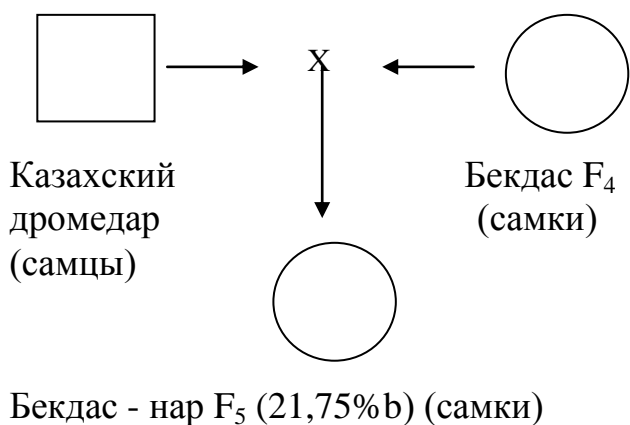 X
Казахский
дромедар
(самцы)
Бекдас F₄
(самки)
Бекдас - нар F₅ (21,75%b) (самки)